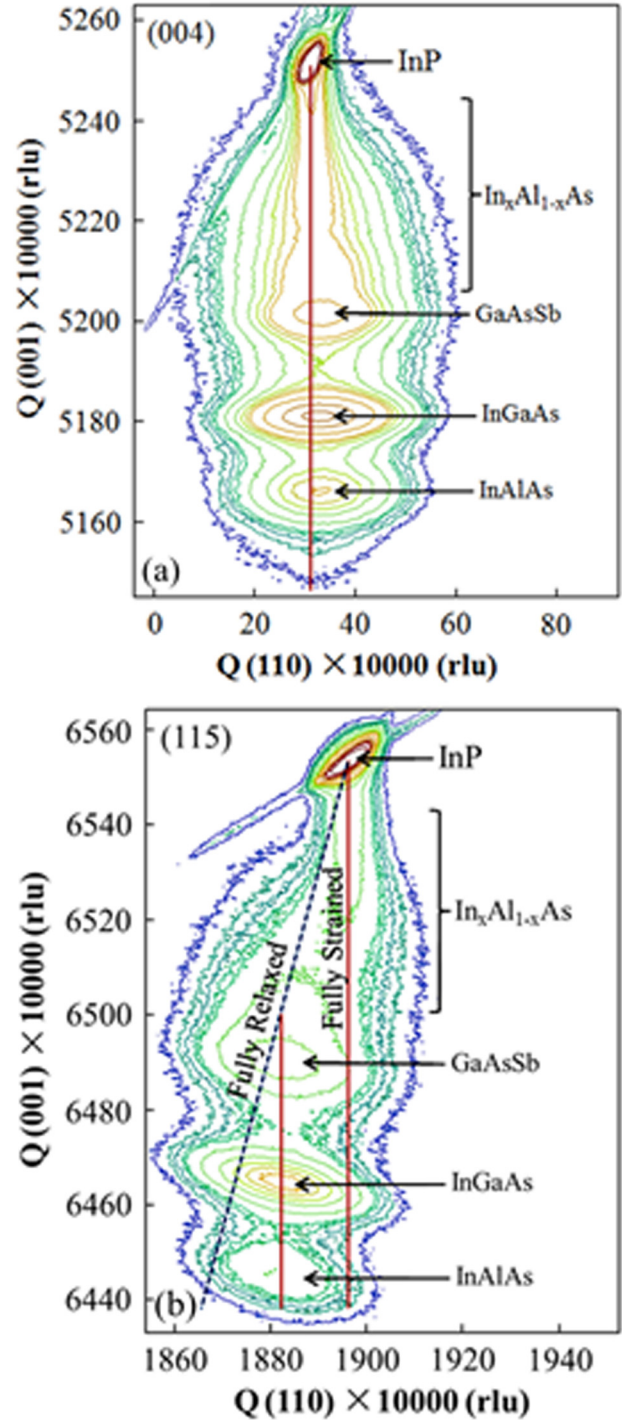 (004)
5260
InP
5240
InxAl1-xAs
5220
GaAsSb
5200
InGaAs
5180
InAlAs
5160
(a)
0 20 40 60 80
Q (110) ×10000 (rlu)
Q (001) ×10000 (rlu)
(115)
6560
InP
6540
InxAl1-xAs
6520
Fully Strained
Fully Relaxed
6500
GaAsSb
6480
InGaAs
6460
InAlAs
6440
(b)
1860 1880 1900 1920 1940
Q (110) ×10000 (rlu)
Q (001) ×10000 (rlu)